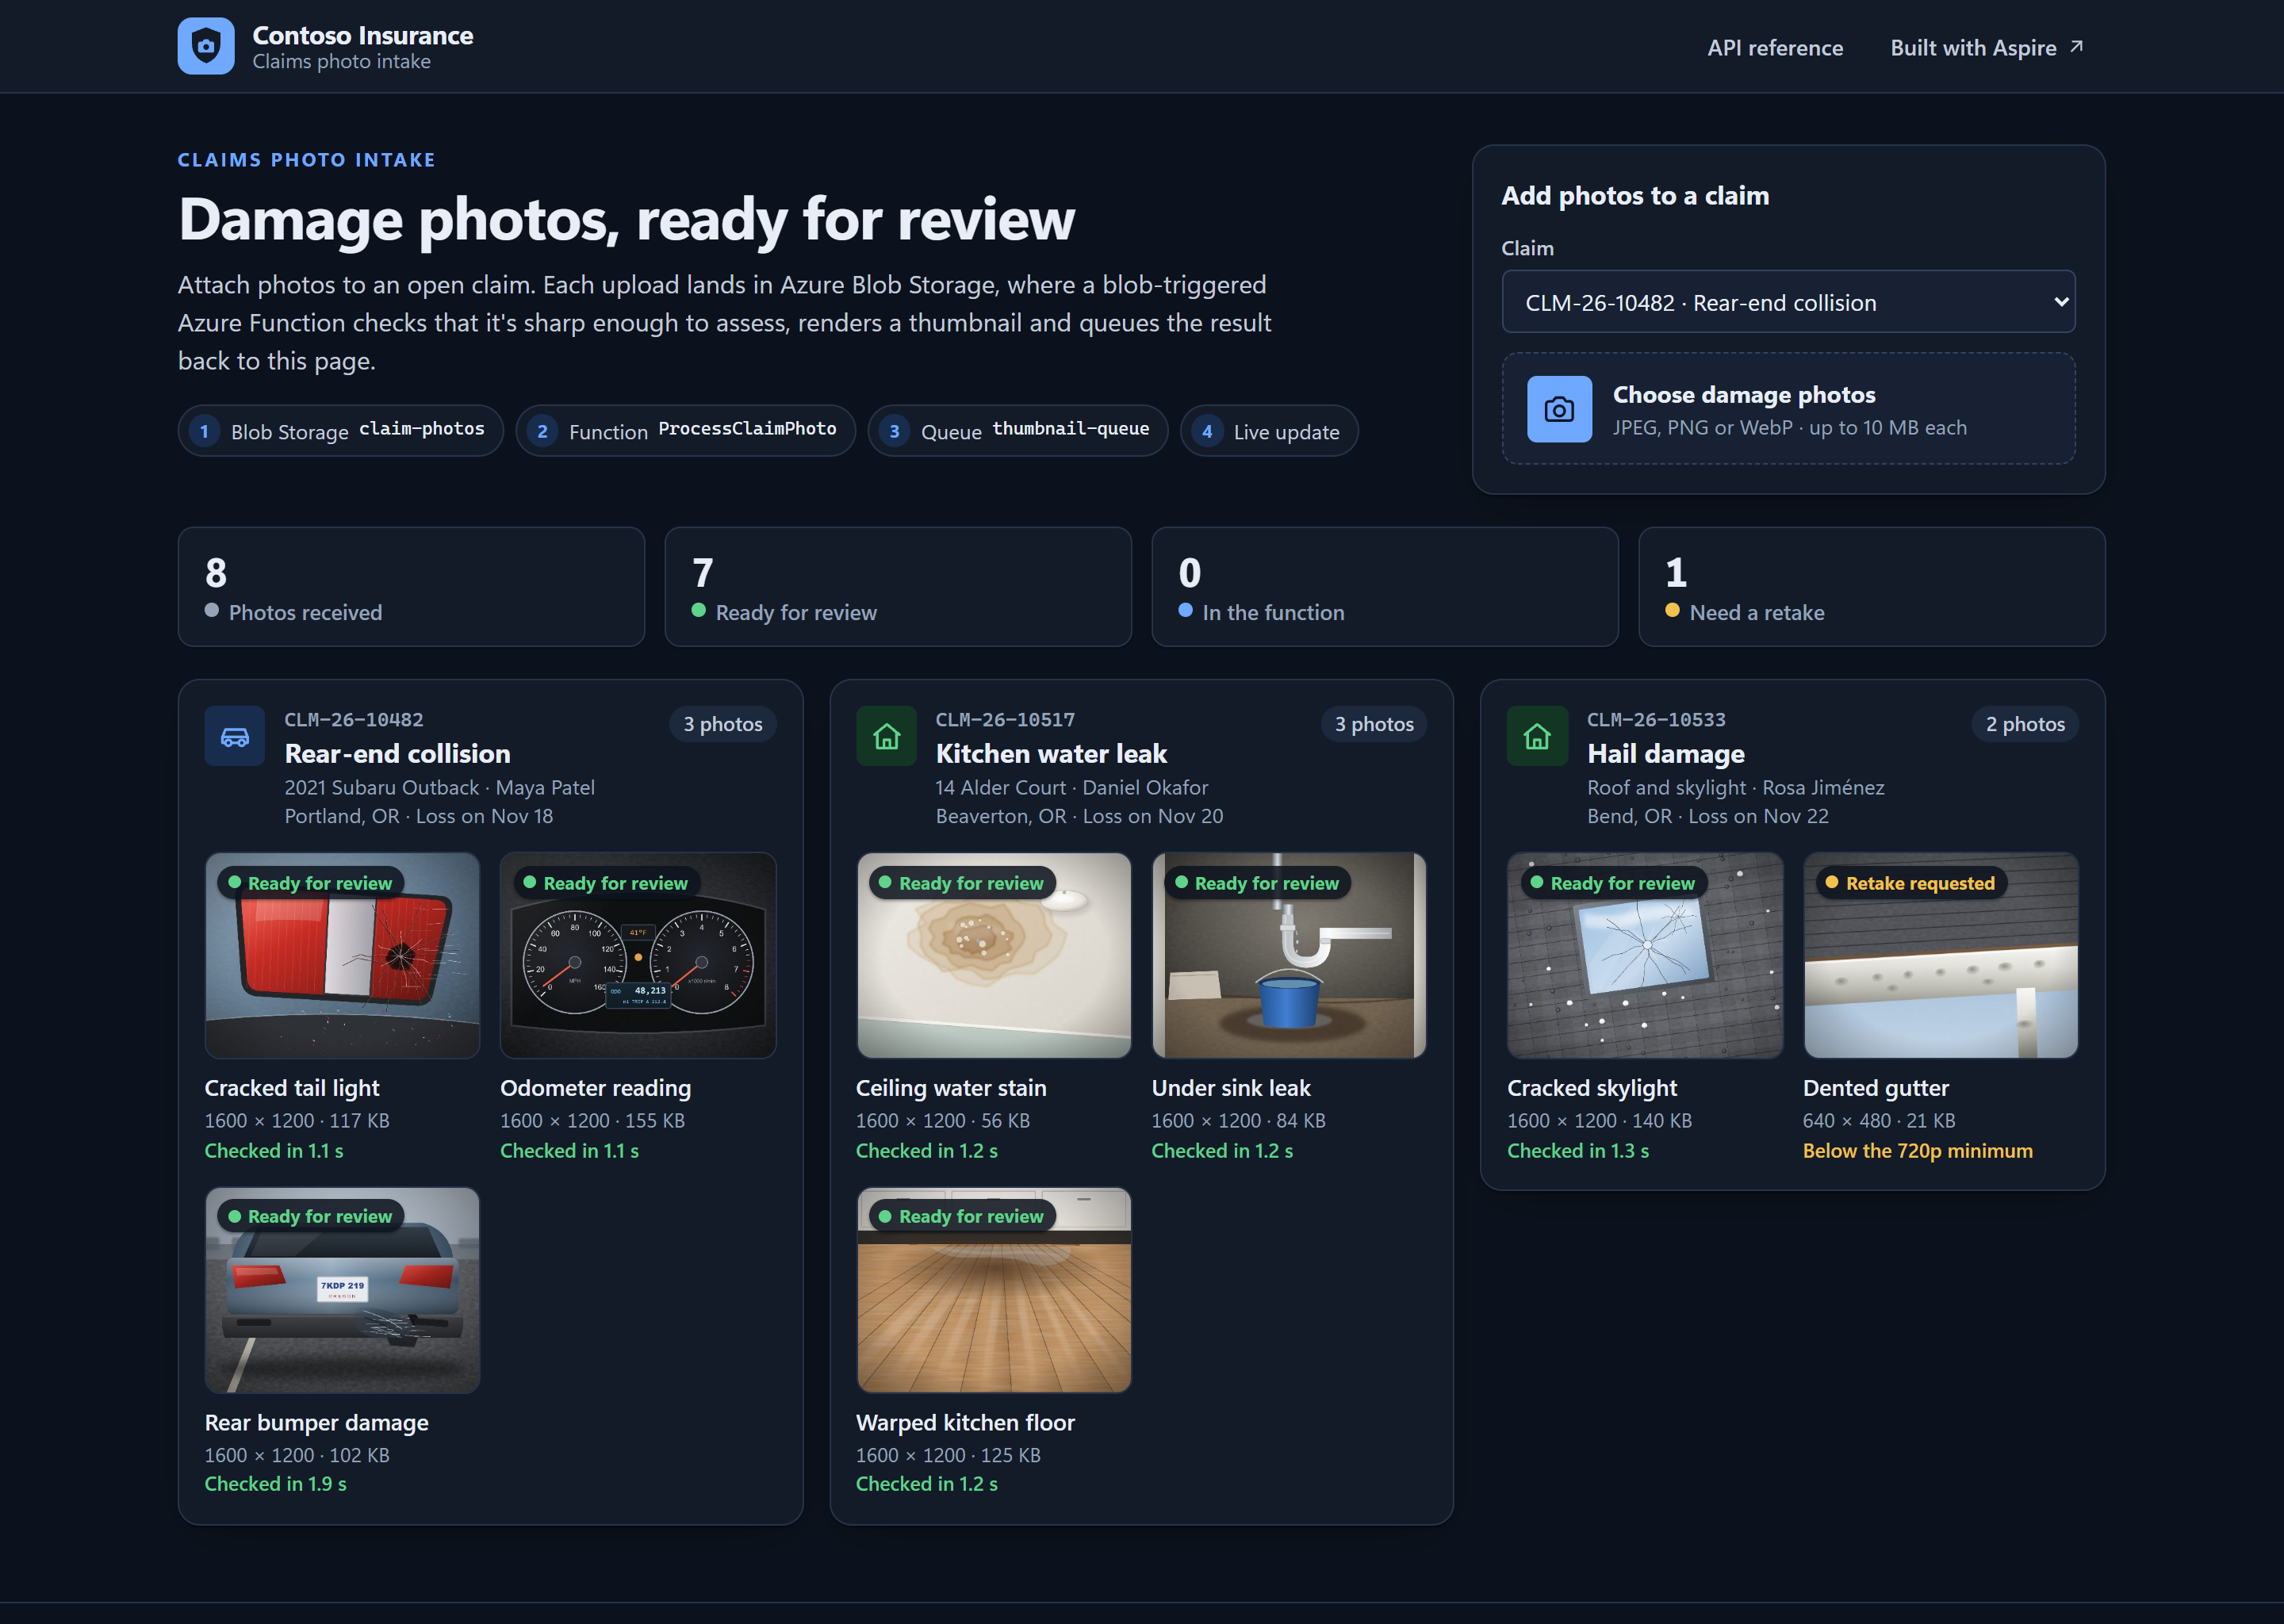 Contoso Insurance
Claims photo intake
API reference
Built with Aspire
CLAIMS PHOTO INTAKE
Damage photos, ready for review
Attach photos to an open claim. Each upload lands in Azure Blob Storage, where a blob-triggered
Azure Function checks that it's sharp enough to assess, renders a thumbnail and queues the result
back to this page.
1 Blob Storage claim-photos
2 Function ProcessClaimPhoto
3 Queue thumbnail-queue
4 Live update
Add photos to a claim
Claim
CLM-26-10482 · Rear-end collision
Choose damage photos
JPEG, PNG or WebP · up to 10 MB each
8
Photos received
7
Ready for review
0
In the function
1
Need a retake
CLM-26-10482
3 photos
Rear-end collision
2021 Subaru Outback · Maya Patel
Portland, OR · Loss on Nov 18
Ready for review
Cracked tail light
1600 × 1200 · 117 KB
Checked in 1.1 s
Ready for review
41°F
48,213
Odometer reading
1600 × 1200 · 155 KB
Checked in 1.1 s
Ready for review
7KDP 219
OREGON
Rear bumper damage
1600 × 1200 · 102 KB
Checked in 1.9 s
CLM-26-10517
3 photos
Kitchen water leak
14 Alder Court · Daniel Okafor
Beaverton, OR · Loss on Nov 20
Ready for review
Ceiling water stain
1600 × 1200 · 56 KB
Checked in 1.2 s
Ready for review
Under sink leak
1600 × 1200 · 84 KB
Checked in 1.2 s
Ready for review
Warped kitchen floor
1600 × 1200 · 125 KB
Checked in 1.2 s
CLM-26-10533
2 photos
Hail damage
Roof and skylight · Rosa Jiménez
Bend, OR · Loss on Nov 22
Ready for review
Cracked skylight
1600 × 1200 · 140 KB
Checked in 1.3 s
Retake requested
Dented gutter
640 × 480 · 21 KB
Below the 720p minimum